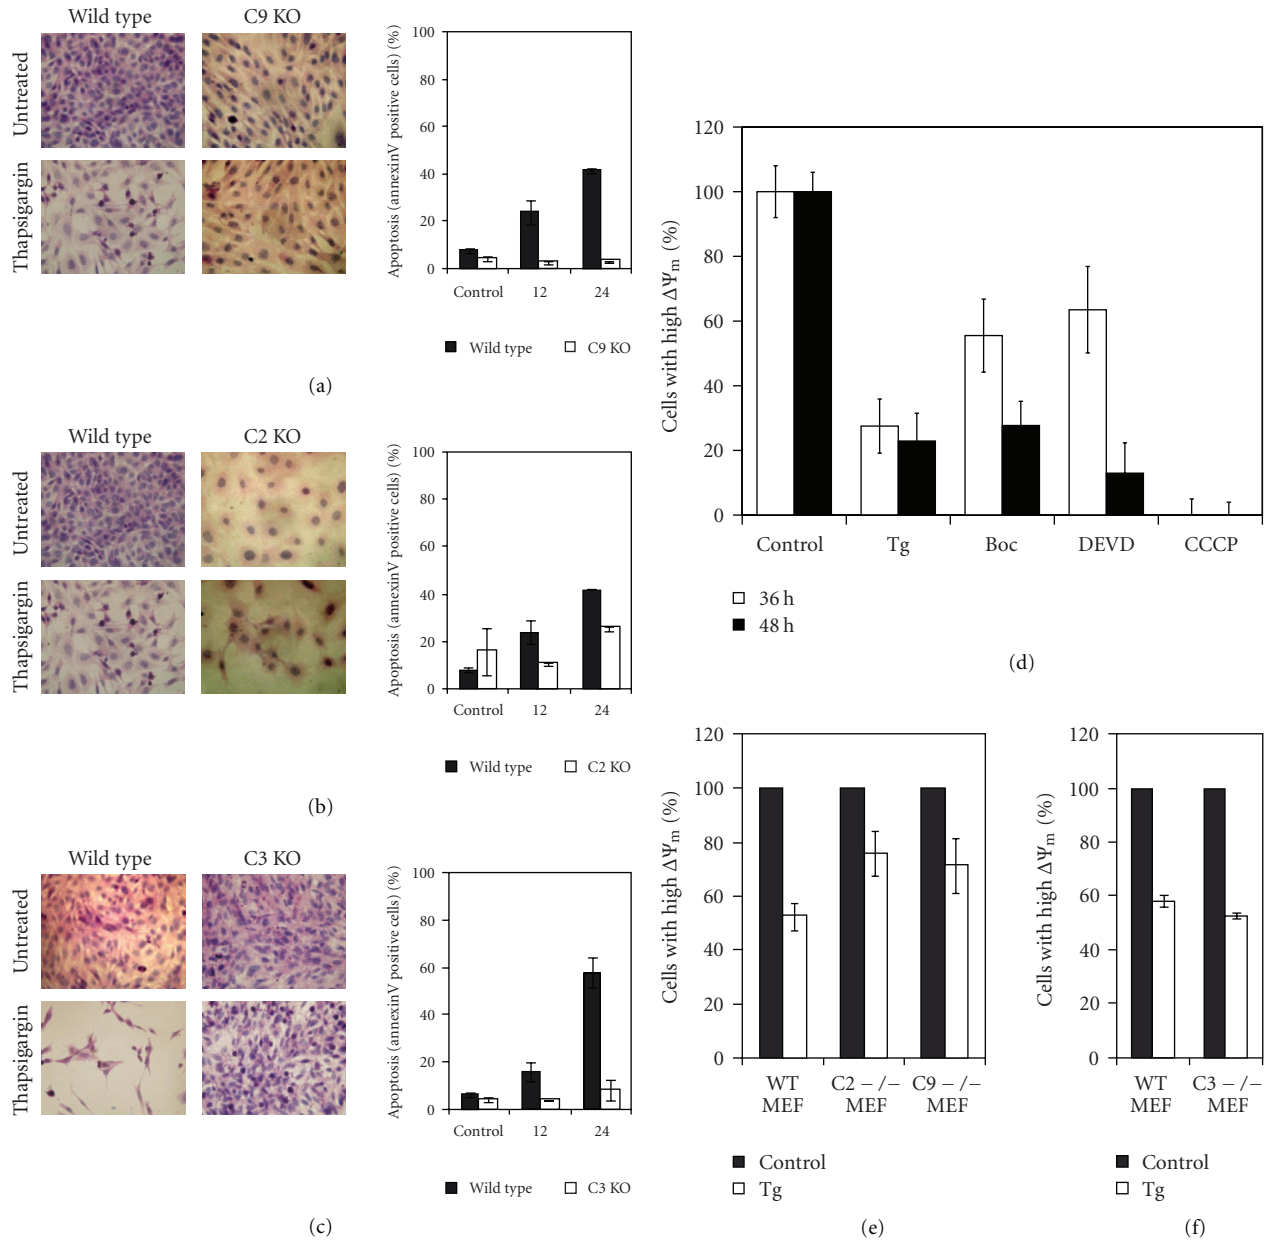 Wild type
C9 KO
Untreated
Thapsigargin
Apoptosis (annexinV positive cells) (%)
100
80
60
40
20
0
Control
12
24
Wild type
C9 KO
(a)
Wild type
C2 KO
Untreated
Thapsigargin
Apoptosis (annexinV positive cells) (%)
100
80
60
40
20
0
Control
12
24
Wild type
C2 KO
(b)
Wild type
C3 KO
Untreated
Thapsigargin
Apoptosis (annexinV positive cells) (%)
100
80
60
40
20
0
Control
12
24
Wild type
C3 KO
(c)
Cells with high ΔΨm (%)
120
100
80
60
40
20
0
Control
Tg
Boc
DEVD
CCCP
36 h
48 h
(d)
Cells with high ΔΨm (%)
120
100
80
60
40
20
0
WT
MEF
C2 −/−
MEF
C9 −/−
MEF
Control
Tg
(e)
Cells with high ΔΨm (%)
120
100
80
60
40
20
0
WT
MEF
C3 −/−
MEF
Control
Tg
(f)